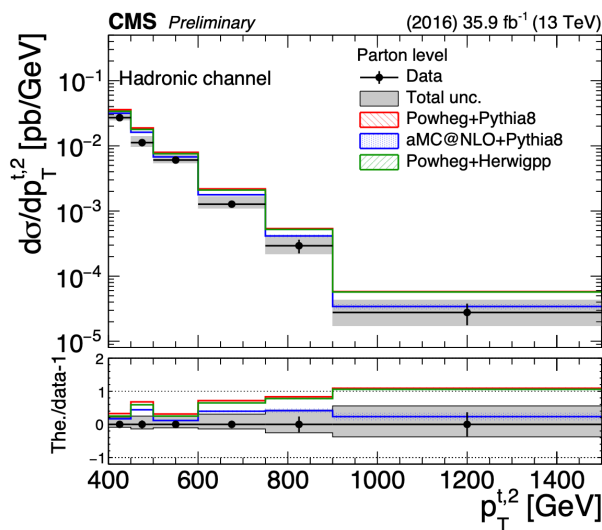 CMS Preliminary (2016) 35.9 fb⁻¹ (13 TeV)
Hadronic channel
Parton level
Data
Total unc.
Powheg+Pythia8
aMC@NLO+Pythia8
Powheg+Herwigpp
dσ/dp_T^{t,2} [pb/GeV]
10⁻¹
10⁻²
10⁻³
10⁻⁴
10⁻⁵
The./data-1
2
1
0
−1
400 600 800 1000 1200 1400
p_T^{t,2} [GeV]